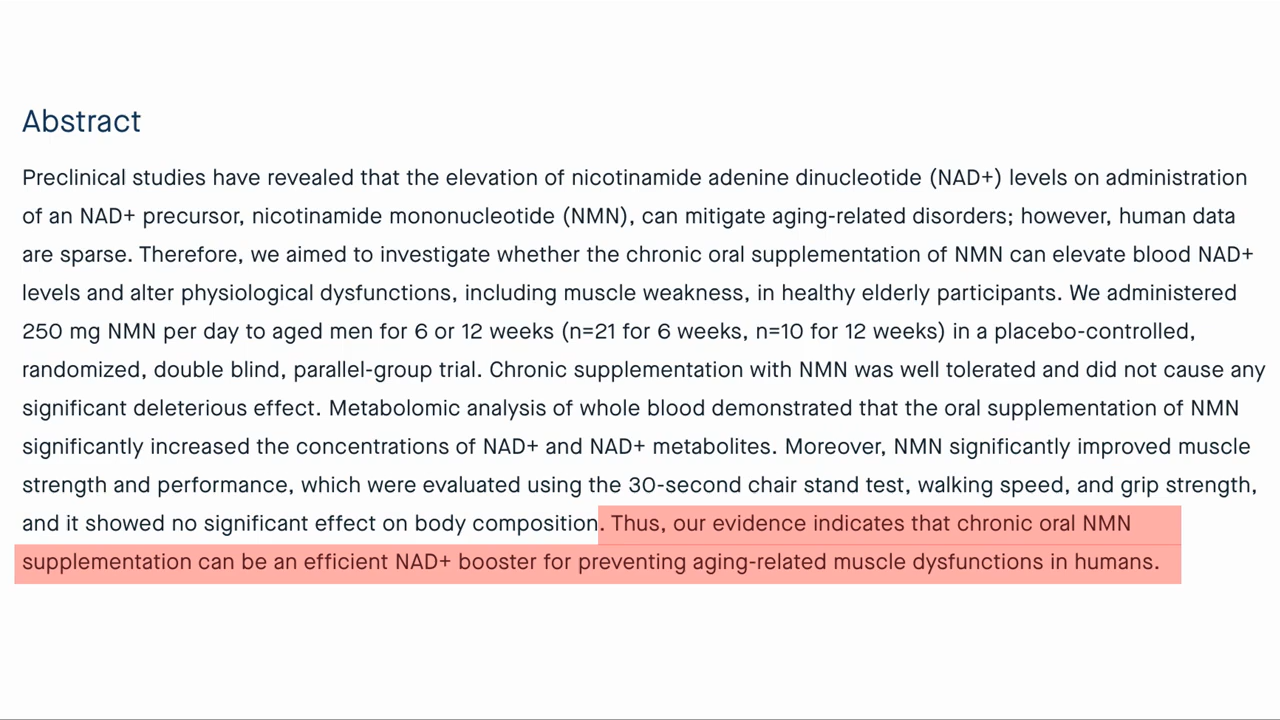 Abstract
Preclinical studies have revealed that the elevation of nicotinamide adenine dinucleotide (NAD+) levels on administration
of an NAD+ precursor, nicotinamide mononucleotide (NMN), can mitigate aging-related disorders; however, human data
are sparse. Therefore, we aimed to investigate whether the chronic oral supplementation of NMN can elevate blood NAD+
levels and alter physiological dysfunctions, including muscle weakness, in healthy elderly participants. We administered
250 mg NMN per day to aged men for 6 or 12 weeks (n=21 for 6 weeks, n=10 for 12 weeks) in a placebo-controlled,
randomized, double blind, parallel-group trial. Chronic supplementation with NMN was well tolerated and did not cause any
significant deleterious effect. Metabolomic analysis of whole blood demonstrated that the oral supplementation of NMN
significantly increased the concentrations of NAD+ and NAD+ metabolites. Moreover, NMN significantly improved muscle
strength and performance, which were evaluated using the 30-second chair stand test, walking speed, and grip strength,
and it showed no significant effect on body composition. Thus, our evidence indicates that chronic oral NMN
supplementation can be an efficient NAD+ booster for preventing aging-related muscle dysfunctions in humans.